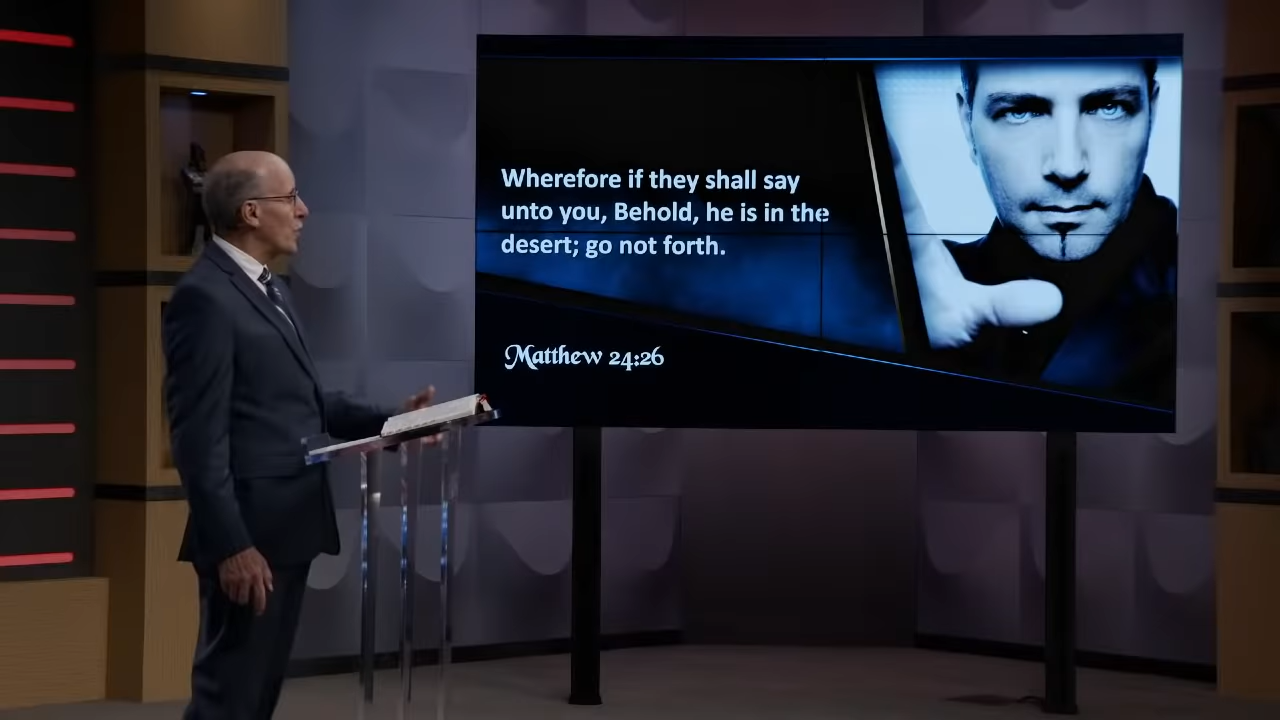 Wherefore if they shall say
unto you, Behold, he is in the
desert; go not forth.
Matthew 24:26